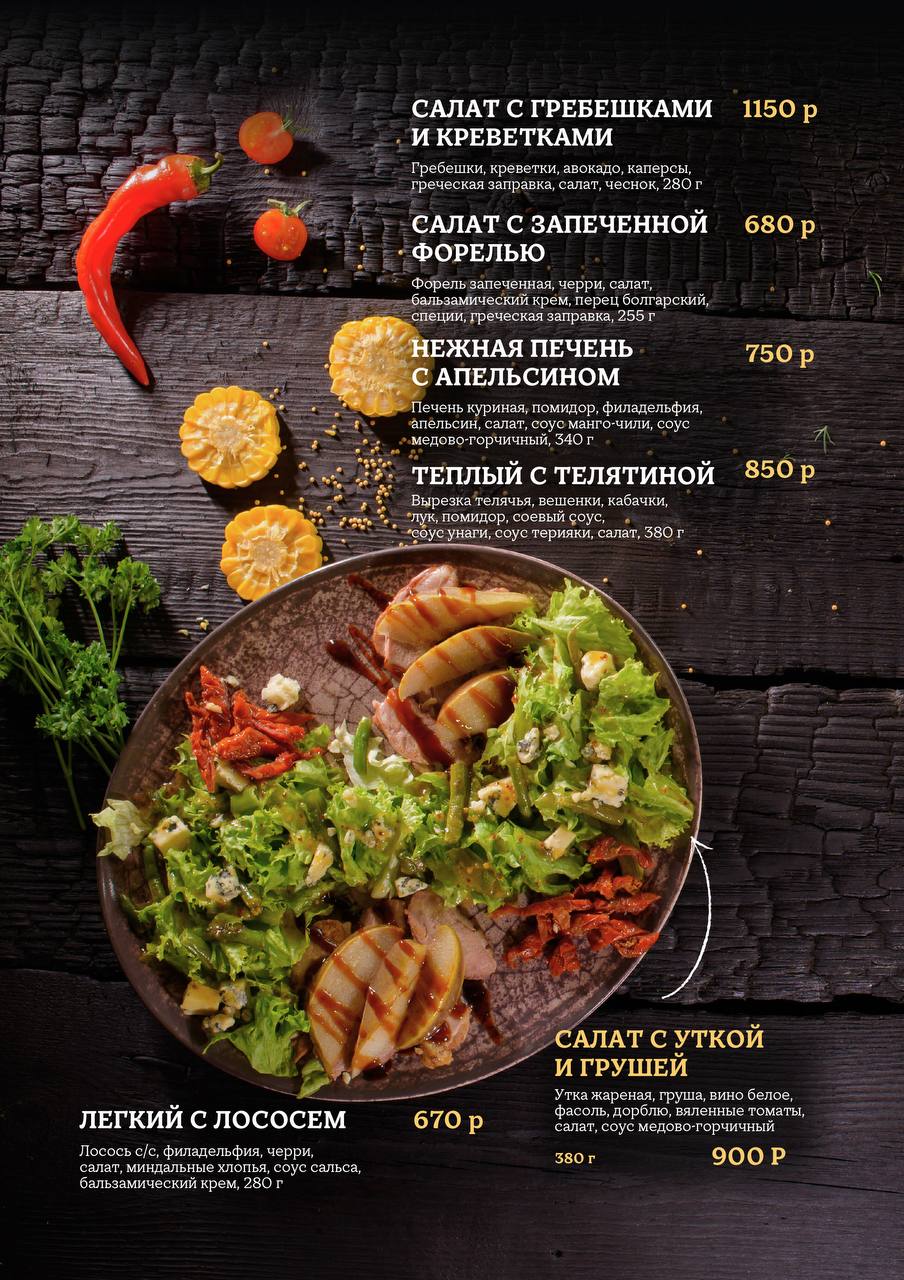 САЛАТ С ГРЕБЕШКАМИ 1150 р
И КРЕВЕТКАМИ
Гребешки, креветки, авокадо, каперсы,
греческая заправка, салат, чеснок, 280 г
САЛАТ С ЗАПЕЧЕННОЙ 680 р
ФОРЕЛЬЮ
Форель запеченная, черри, салат,
бальзамический крем, перец болгарский,
специи, греческая заправка, 255 г
НЕЖНАЯ ПЕЧЕНЬ 750 р
С АПЕЛЬСИНОМ
Печень куриная, помидор, филадельфия,
апельсин, салат, соус манго-чили, соус
медово-горчичный, 340 г
ТЕПЛЫЙ С ТЕЛЯТИНОЙ 850 р
Вырезка телячья, вешенки, кабачки,
лук, помидор, соевый соус,
соус унаги, соус терияки, салат, 380 г
САЛАТ С УТКОЙ
И ГРУШЕЙ
Утка жареная, груша, вино белое,
фасоль, дорблю, вяленные томаты,
салат, соус медово-горчичный
380 г 900 Р
ЛЕГКИЙ С ЛОСОСЕМ 670 р
Лосось с/с, филадельфия, черри,
салат, миндальные хлопья, соус сальса,
бальзамический крем, 280 г